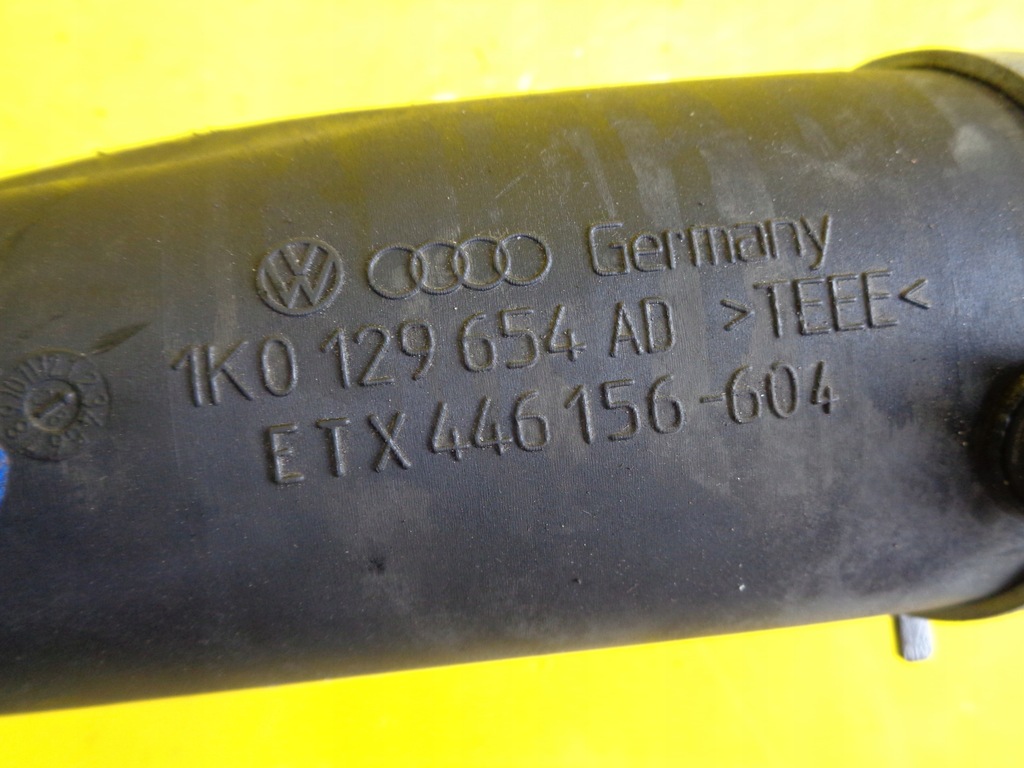 Germany
1K0 129 654 AD >TEEE<
ETX 446 156-604